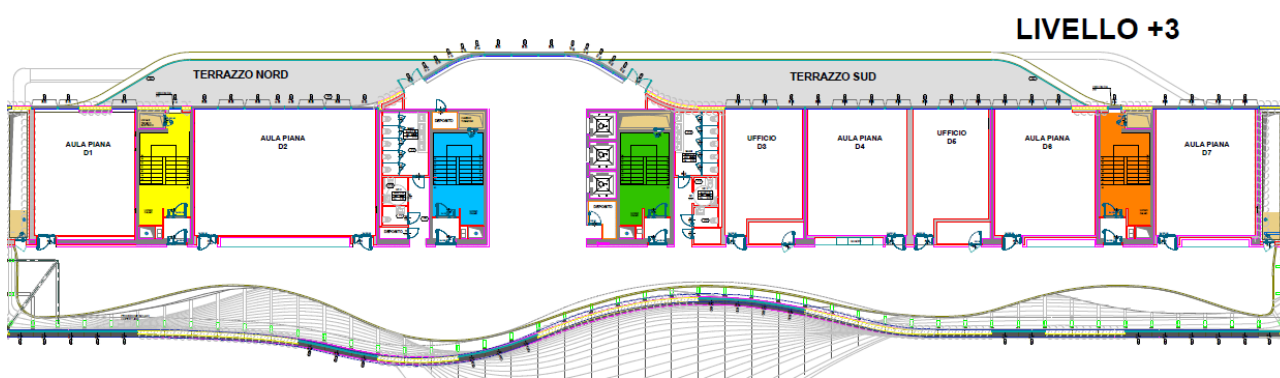 LIVELLO +3
TERRAZZO NORD
TERRAZZO SUD
AULA PIANA
D1
AULA PIANA
D2
DEPOSITO
DEPOSITO
DEPOSITO
UFFICIO
D3
AULA PIANA
D4
UFFICIO
D5
AULA PIANA
D6
AULA PIANA
D7